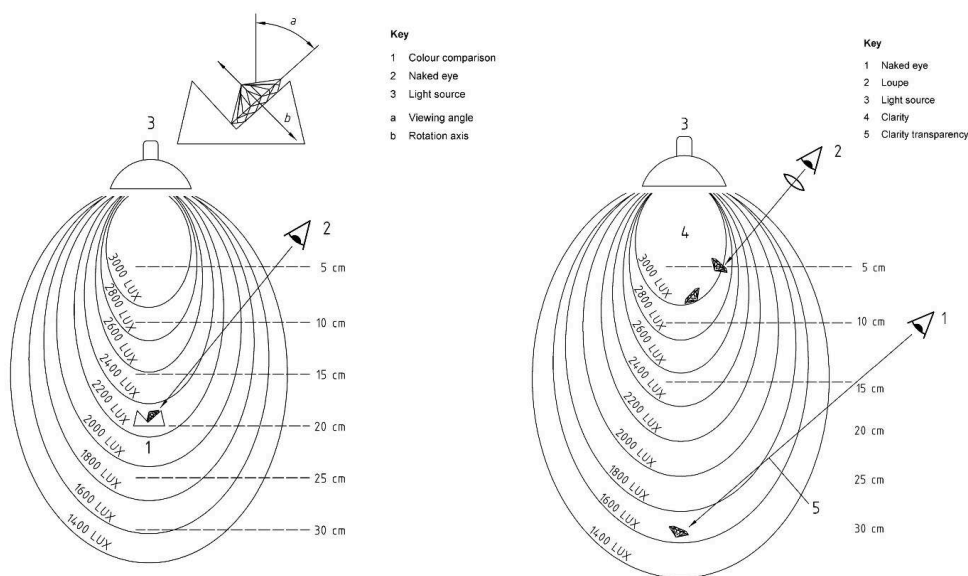 a
b
Key
1 Colour comparison
2 Naked eye
3 Light source
a Viewing angle
b Rotation axis
3
2
3000 LUX
2800 LUX
2600 LUX
2400 LUX
2200 LUX
2000 LUX
1800 LUX
1600 LUX
1400 LUX
5 cm
10 cm
15 cm
20 cm
25 cm
30 cm
1
Key
1 Naked eye
2 Loupe
3 Light source
4 Clarity
5 Clarity transparency
3
2
4
1
3000 LUX
2800 LUX
2600 LUX
2400 LUX
2200 LUX
2000 LUX
1800 LUX
1600 LUX
1400 LUX
5 cm
10 cm
15 cm
20 cm
25 cm
30 cm
5